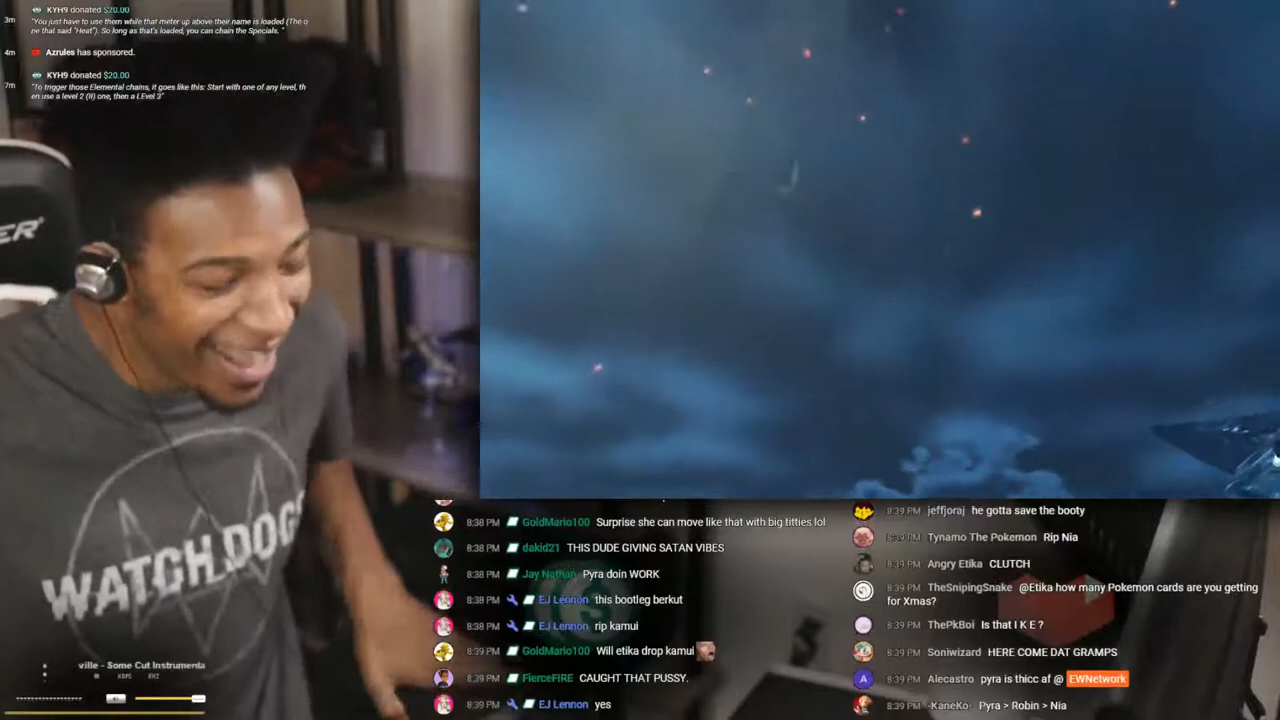 KYH9 donated $20.00
3m
"You just have to use them while that meter up above their name is loaded (The o
ne that said "Heat"). So long as that's loaded, you can chain the Specials. "
4m
Azrules has sponsored.
KYH9 donated $20.00
7m
"To trigger those Elemental chains, it goes like this: Start with one of any level, th
en use a level 2 (II) one, then a LEvel 3"
ER
WATCH_DOGS
ville - Some Cut Instrumenta
KBPS KHZ
8:38 PM GoldMario100 Surprise she can move like that with big titties lol
8:38 PM dakid21 THIS DUDE GIVING SATAN VIBES
8:38 PM Jay Nathan Pyra doin WORK
8:38 PM EJ Lennon this bootleg berkut
8:38 PM EJ Lennon rip kamui
8:39 PM GoldMario100 Will etika drop kamui
8:39 PM FierceFIRE CAUGHT THAT PUSSY.
8:39 PM EJ Lennon yes
8:39 PM jeffjoraj he gotta save the booty
8:39 PM Tynamo The Pokemon Rip Nia
8:39 PM Angry Etika CLUTCH
8:39 PM TheSnipingSnake @Etika how many Pokemon cards are you getting
for Xmas?
8:39 PM ThePkBoi Is that I K E ?
8:39 PM Soniwizard HERE COME DAT GRAMPS
A 8:39 PM Alecastro pyra is thicc af @ EWNetwork
8:39 PM -KaneKo- Pyra > Robin > Nia